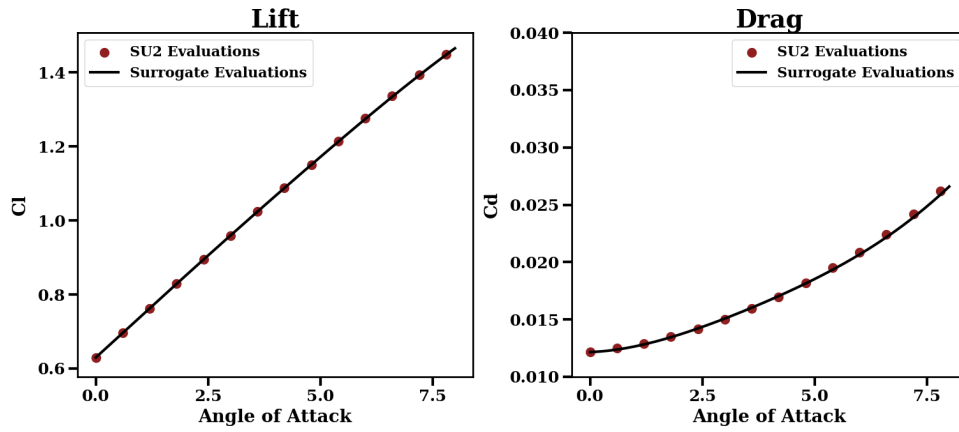 Lift
SU2 Evaluations
Surrogate Evaluations
Cl
1.4
1.2
1.0
0.8
0.6
0.0
2.5
5.0
7.5
Angle of Attack
Drag
SU2 Evaluations
Surrogate Evaluations
Cd
0.040
0.035
0.030
0.025
0.020
0.015
0.010
0.0
2.5
5.0
7.5
Angle of Attack